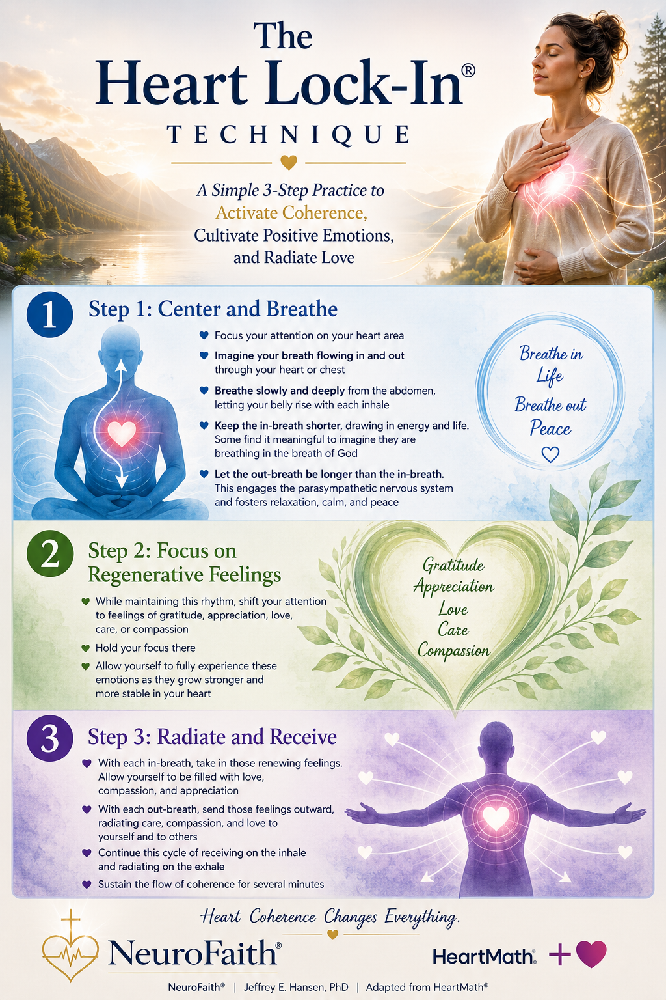 The
Heart Lock-In®
TECHNIQUE
A Simple 3-Step Practice to
Activate Coherence,
Cultivate Positive Emotions,
and Radiate Love
1
Step 1: Center and Breathe
Focus your attention on your heart area
Imagine your breath flowing in and out
through your heart or chest
Breathe slowly and deeply from the abdomen,
letting your belly rise with each inhale
Keep the in-breath shorter, drawing in energy and life.
Some find it meaningful to imagine they are
breathing in the breath of God
Let the out-breath be longer than the in-breath.
This engages the parasympathetic nervous system
and fosters relaxation, calm, and peace
Breathe in
Life
Breathe out
Peace
2
Step 2: Focus on
Regenerative Feelings
While maintaining this rhythm, shift your attention
to feelings of gratitude, appreciation, love,
care, or compassion
Hold your focus there
Allow yourself to fully experience these
emotions as they grow stronger and
more stable in your heart
Gratitude
Appreciation
Love
Care
Compassion
3
Step 3: Radiate and Receive
With each in-breath, take in those renewing feelings.
Allow yourself to be filled with love,
compassion, and appreciation
With each out-breath, send those feelings outward,
radiating care, compassion, and love to
yourself and to others
Continue this cycle of receiving on the inhale
and radiating on the exhale
Sustain the flow of coherence for several minutes
Heart Coherence Changes Everything.
NeuroFaith®
HeartMath®
NeuroFaith® | Jeffrey E. Hansen, PhD | Adapted from HeartMath®